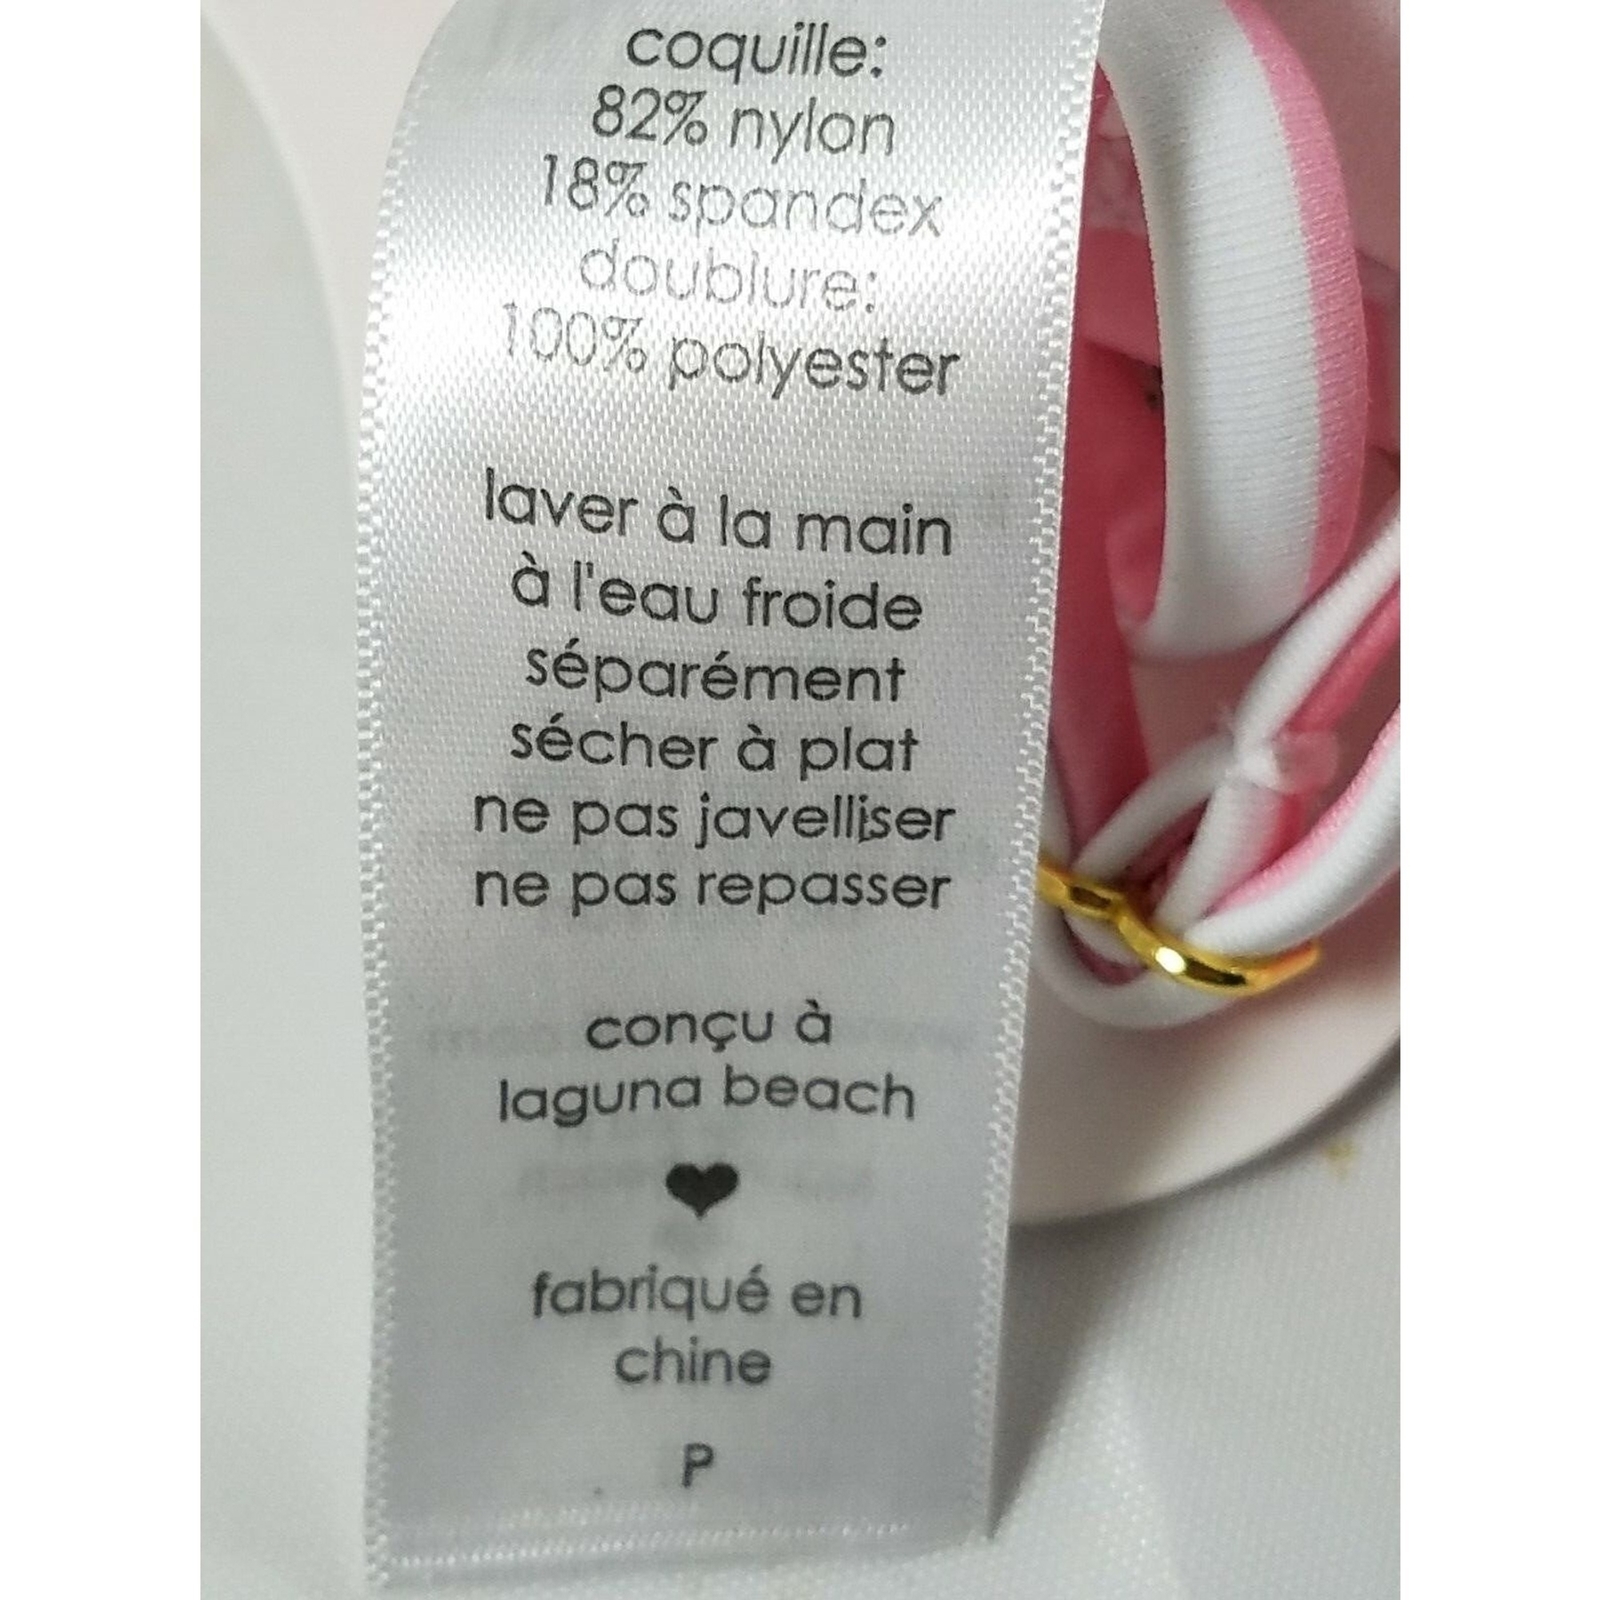 coquille:
82% nylon
18% spandex
doublure:
100% polyester
laver à la main
à l'eau froide
séparément
sécher à plat
ne pas javelliser
ne pas repasser
conçu à
laguna beach
fabriqué en
chine
P